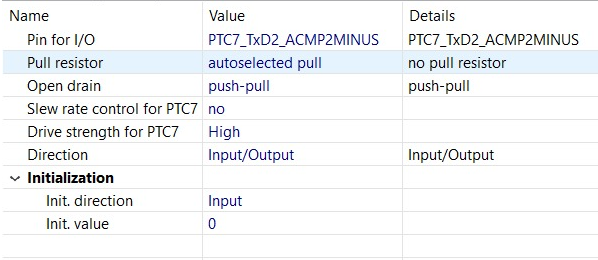 Name Value Details
Pin for I/O PTC7_TxD2_ACMP2MINUS PTC7_TxD2_ACMP2MINUS
Pull resistor autoselected pull no pull resistor
Open drain push-pull push-pull
Slew rate control for PTC7 no
Drive strength for PTC7 High
Direction Input/Output Input/Output
Initialization
Init. direction Input
Init. value 0